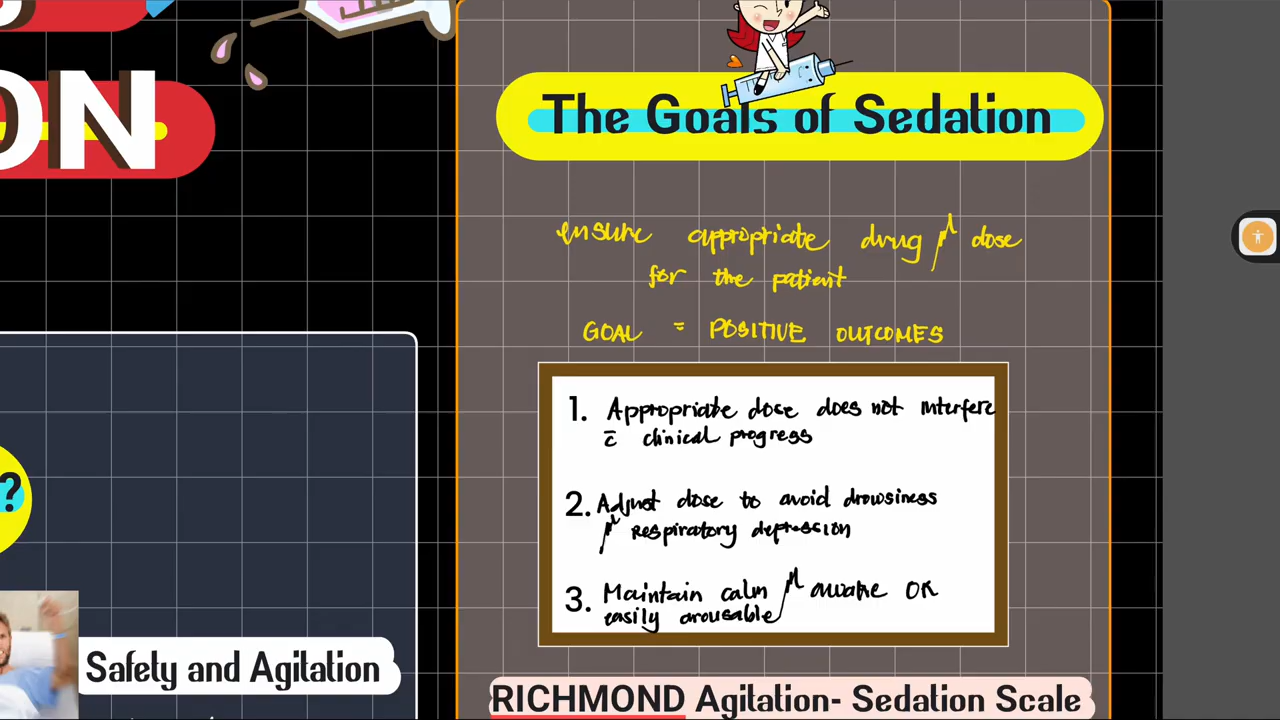 ON
The Goals of Sedation
ensure appropriate drug & dose
for the patient
GOAL = POSITIVE OUTCOMES
1. Appropriate dose does not interfere
c̄ clinical progress
2. Adjust dose to avoid drowsiness
& respiratory depression
3. Maintain calm & awake OR
easily arousable
?
Safety and Agitation
RICHMOND Agitation- Sedation Scale